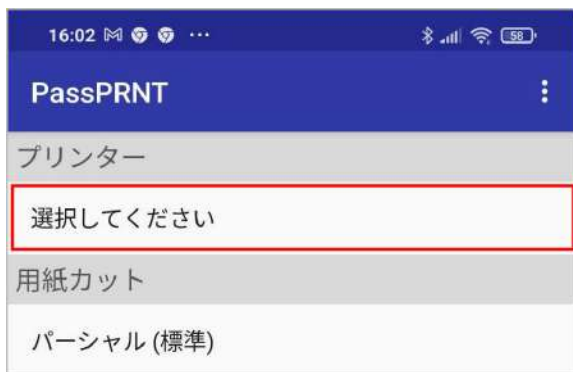 16:02 ... 58
PassPRNT
プリンター
選択してください
用紙カット
パーシャル (標準)